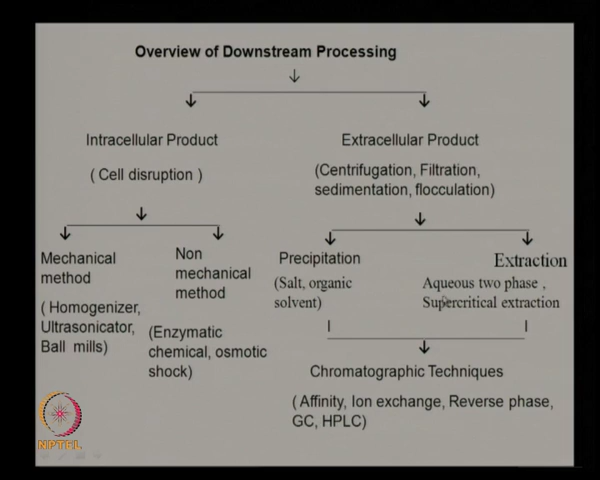 Overview of Downstream Processing
Intracellular Product
( Cell disruption )
Extracellular Product
(Centrifugation, Filtration,
sedimentation, flocculation)
Mechanical
method
( Homogenizer,
Ultrasonicator,
Ball mills)
Non
mechanical
method
(Enzymatic
chemical, osmotic
shock)
Precipitation
(Salt, organic
solvent)
Extraction
Aqueous two phase ,
Supercritical extraction
Chromatographic Techniques
( Affinity, Ion exchange, Reverse phase,
GC, HPLC)
NPTEL